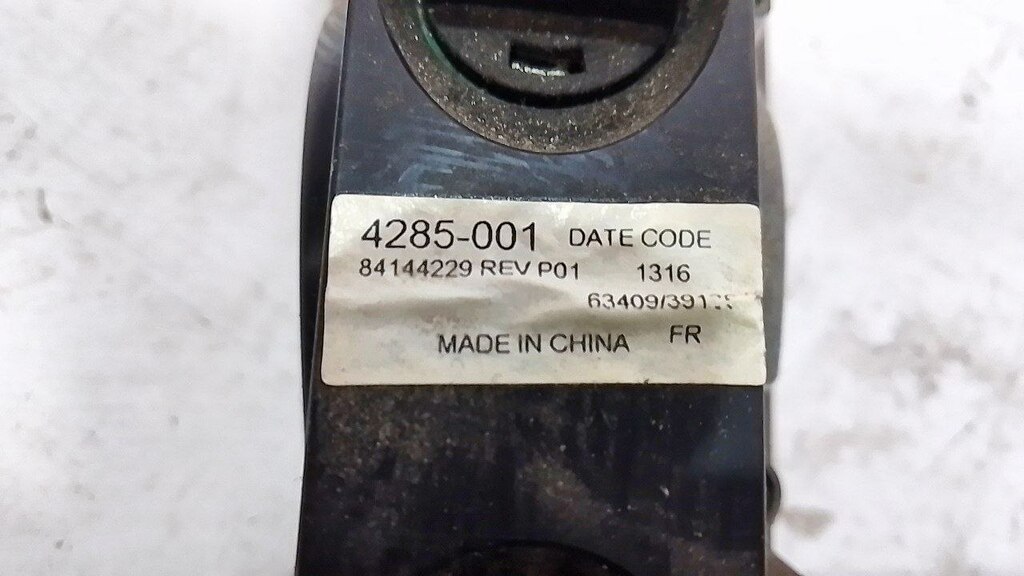 4285-001 DATE CODE
84144229 REV P01 1316
MADE IN CHINA FR